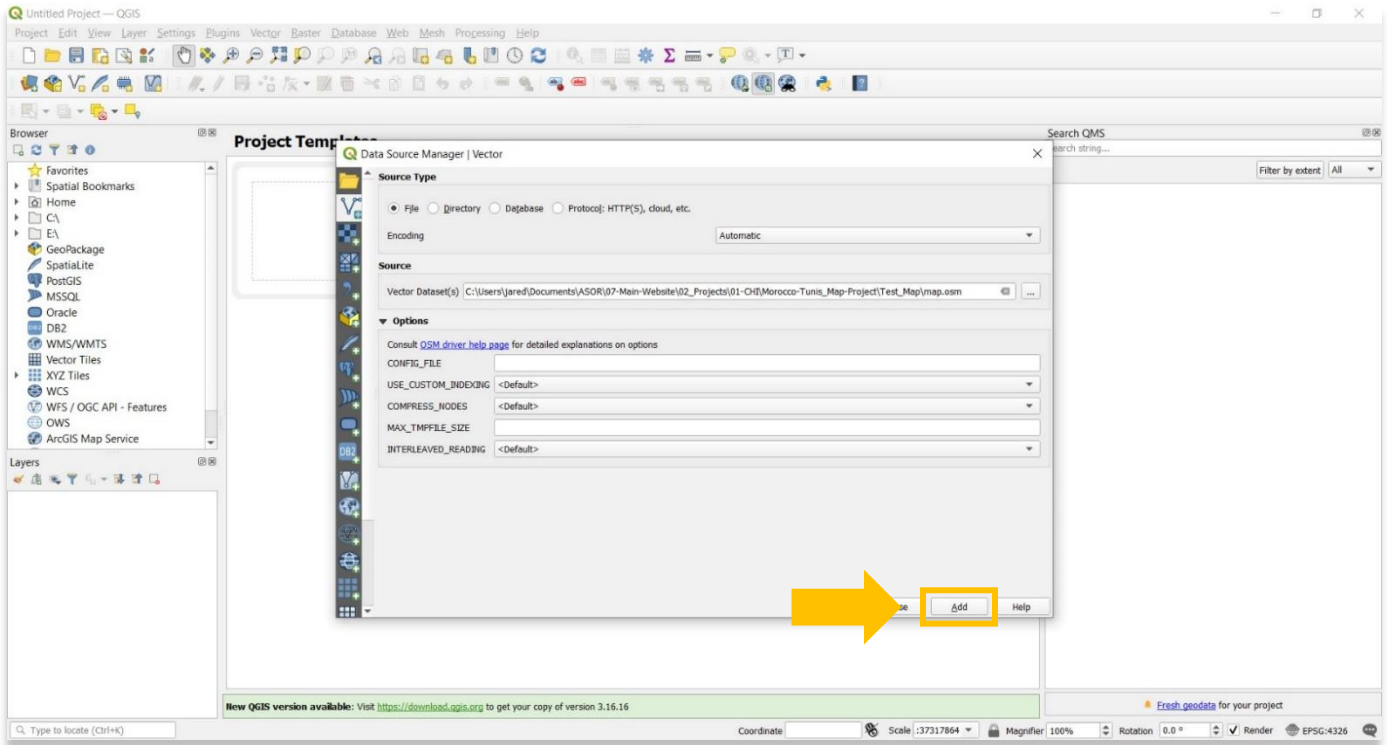 Untitled Project — QGIS
Project Edit View Layer Settings Plugins Vector Raster Database Web Mesh Processing Help
Browser
Favorites
Spatial Bookmarks
Home
C:\
E:\
GeoPackage
SpatiaLite
PostGIS
MSSQL
Oracle
DB2
WMS/WMTS
Vector Tiles
XYZ Tiles
WCS
WFS / OGC API - Features
OWS
ArcGIS Map Service
Layers
Project
Data Source Manager | Vector
Source Type
File Directory Database Protocol: HTTP(S), cloud, etc.
Encoding Automatic
Source
Vector Dataset(s) C:\Users\jared\Documents\ASOR\07-Main-Website\02_Projects\01-CHI\Morocco-Tunis_Map-Project\Test_Map\map.osm ...
Options
Consult OSM driver help page for detailed explanations on options
CONFIG_FILE
USE_CUSTOM_INDEXING <Default>
COMPRESS_NODES <Default>
MAX_TMPFILE_SIZE
INTERLEAVED_READING <Default>
DB2
Add Help
Search QMS
string...
Filter by extent All
New QGIS version available: Visit https://download.qgis.org to get your copy of version 3.16.16
Fresh geodata for your project
Type to locate (Ctrl+K) Coordinate Scale :37317864 Magnifier 100% Rotation 0.0 ° Render EPSG:4326